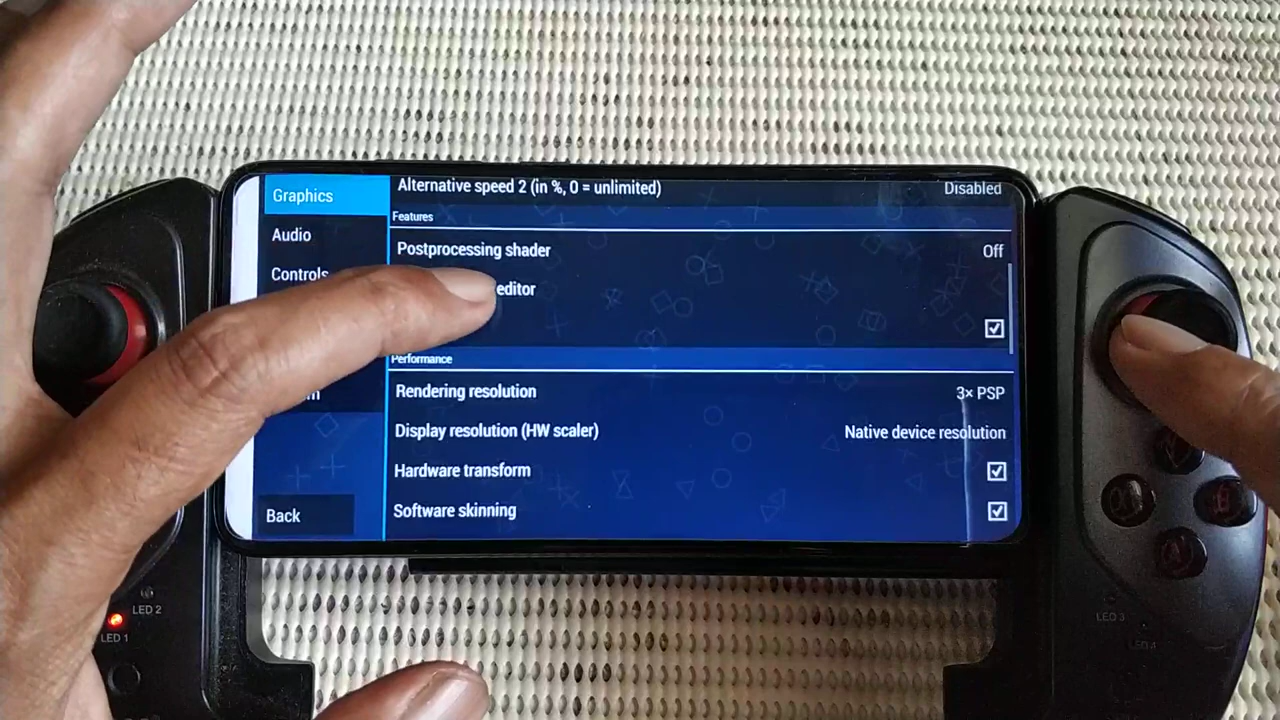 Graphics
Audio
Controls
Back
Alternative speed 2 (in %, 0 = unlimited) Disabled
Features
Postprocessing shader Off
editor
Performance
Rendering resolution 3× PSP
Display resolution (HW scaler) Native device resolution
Hardware transform
Software skinning
LED 2
LED 1
LED 3
LED 4